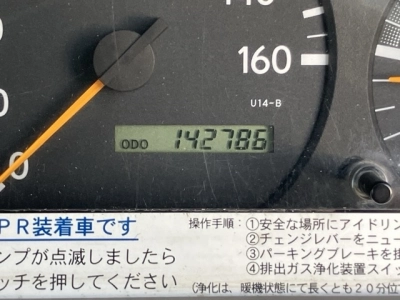 140
160
U14-B
ODO 142786
0
PR装着車です
ンプが点滅しましたら
ッチを押してください
操作手順：①安全な場所にアイドリン
②チェンジレバーをニュー
③パーキングブレーキを掛
④排出ガス浄化装置スイッ
(浄化は、暖機状態にて長くとも２０分位